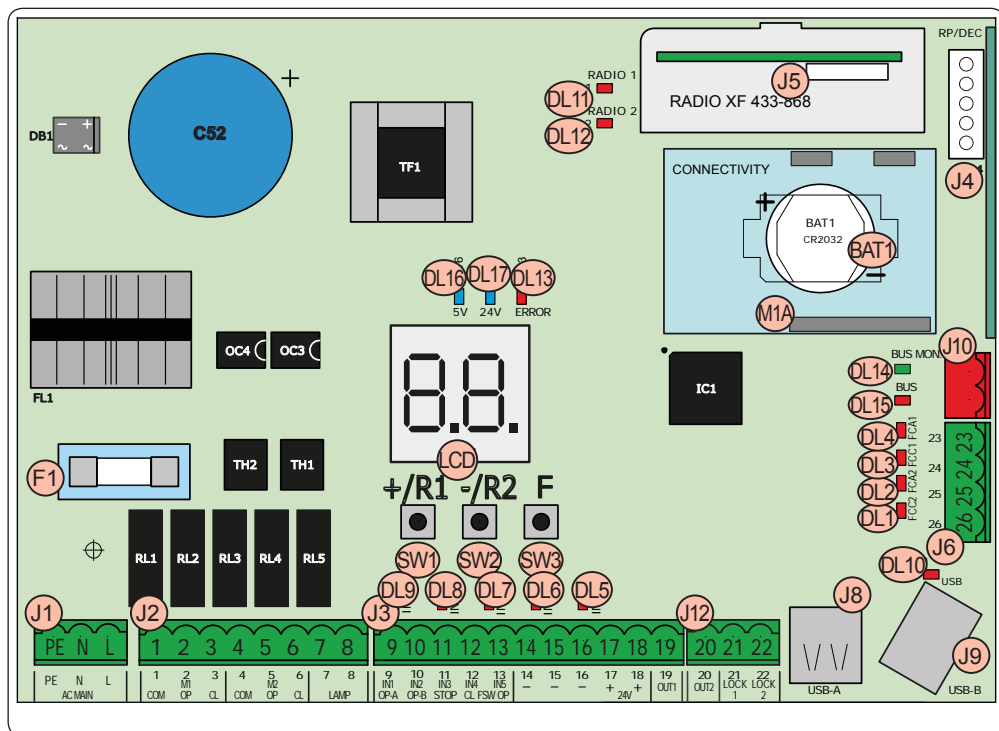 RP/DEC
RADIO 1
J5
DL11
RADIO XF 433-868
RADIO 2
DL12
DB1
C52
TF1
CONNECTIVITY
J4
+
BAT1
CR2032
BAT1
-
DL16 DL17 DL13
5V 24V ERROR
M1A
OC4 OC3
IC1
BUS MON.
J10
DL14
BUS
DL15
FL1
8.8.
DL4 FCA1 23 23
DL3 FCC1 24 24
DL2 FCA2 25 25
DL1 FCC2 26 26
F1
TH2 TH1
LCD
+/R1 -/R2 F
RL1 RL2 RL3 RL4 RL5
SW1 SW2 SW3
J6
DL10
USB
DL9 DL8 DL7 DL6 DL5
J1 J2 J3 J12 J8
PE N L 1 2 3 4 5 6 7 8 9 10 11 12 13 14 15 16 17 18 19 20 21 22
J9
PE N L
AC MAIN
1 2 3 4 5 6 7 8
COM M1 OP CL COM M2 OP CL LAMP
9 10 11 12 13 14 15 16 17 18 19
IN1 OP-A IN2 OP-B IN3 STOP IN4 CL IN5 FSW OP - - - + + 24V OUT1
20 21 22
OUT2 LOCK 1 LOCK 2
USB-A
USB-B